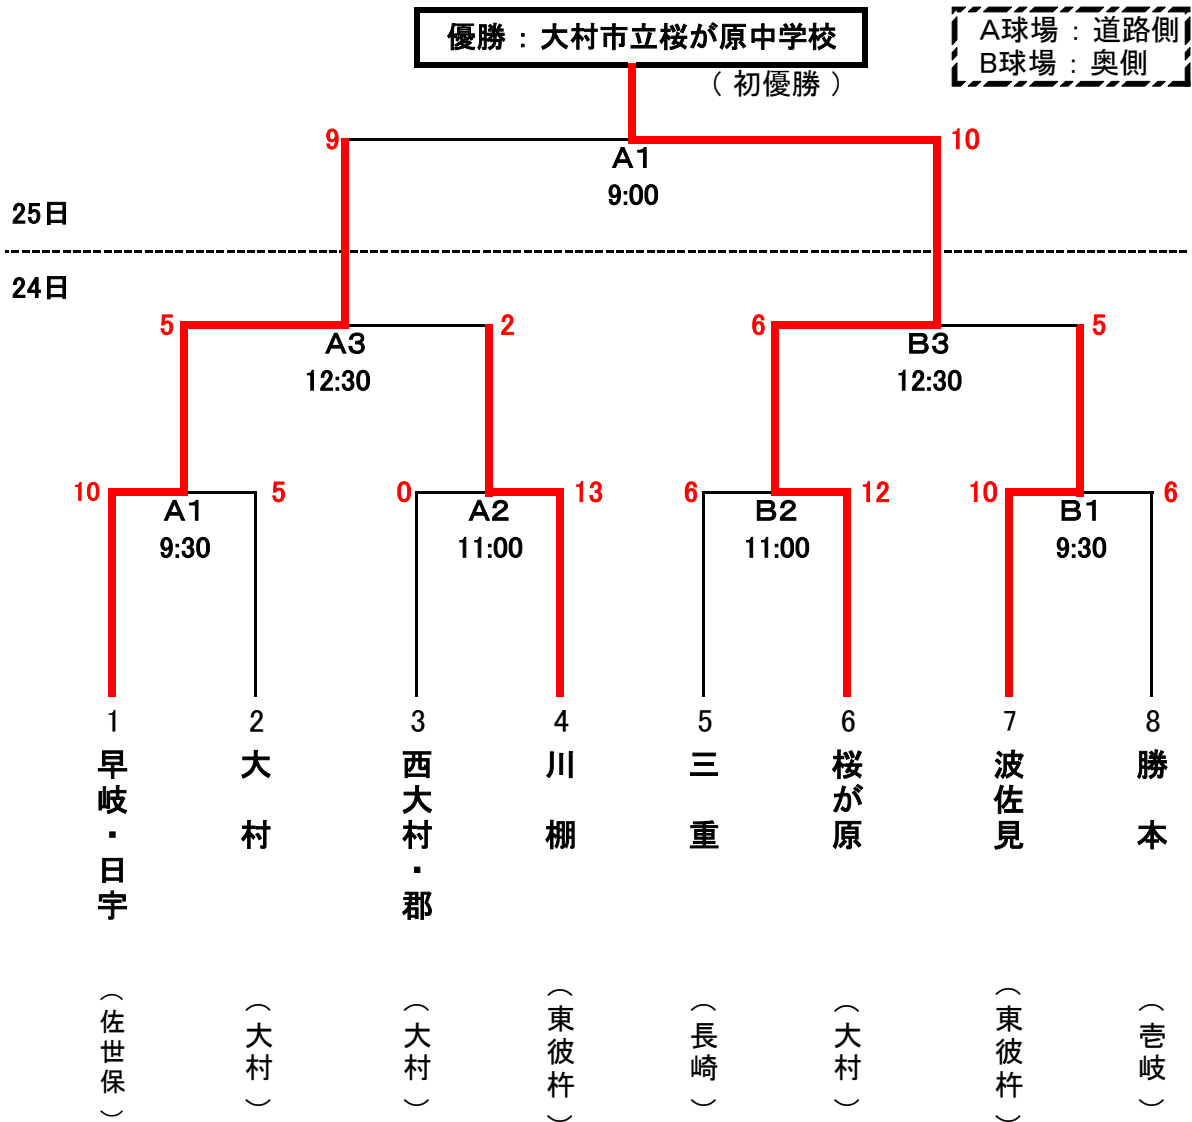 優勝：大村市立桜が原中学校
（初優勝）
A球場：道路側
B球場：奥側
9
10
A1
9:00
25日
24日
5
2
A3
12:30
6
5
B3
12:30
10
5
A1
9:30
0
13
A2
11:00
6
12
B2
11:00
10
6
B1
9:30
1
早岐・日宇
（佐世保）
2
大村
（大村）
3
西大村・郡
（大村）
4
川棚
（東彼杵）
5
三重
（長崎）
6
桜が原
（大村）
7
波佐見
（東彼杵）
8
勝本
（壱岐）